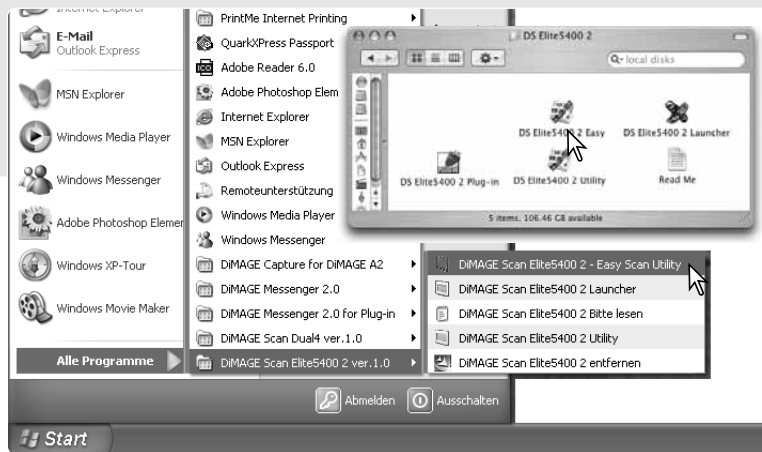 Internet Explorer
E-Mail
Outlook Express
MSN Explorer
Windows Media Player
Windows Messenger
Adobe Photoshop Elemen
Windows XP-Tour
Windows Movie Maker
Alle Programme
PrintMe Internet Printing
QuarkXPress Passport
Adobe Reader 6.0
Adobe Photoshop Elem
Internet Explorer
MSN Explorer
Outlook Express
Remoteunterstützung
Windows Media Player
Windows Messenger
DiMAGE Capture for DiMAGE A2
DiMAGE Messenger 2.0
DiMAGE Messenger 2.0 for Plug-in
DiMAGE Scan Dual4 ver.1.0
DiMAGE Scan Elite5400 2 ver.1.0
DS Elite5400 2
local disks
DS Elite5400 2 Easy
DS Elite5400 2 Launcher
DS Elite5400 2 Plug-in
DS Elite5400 2 Utility
Read Me
5 items, 106.46 GB available
DiMAGE Scan Elite5400 2 - Easy Scan Utility
DiMAGE Scan Elite5400 2 Launcher
DiMAGE Scan Elite5400 2 Bitte lesen
DiMAGE Scan Elite5400 2 Utility
DiMAGE Scan Elite5400 2 entfernen
Abmelden
Ausschalten
Start